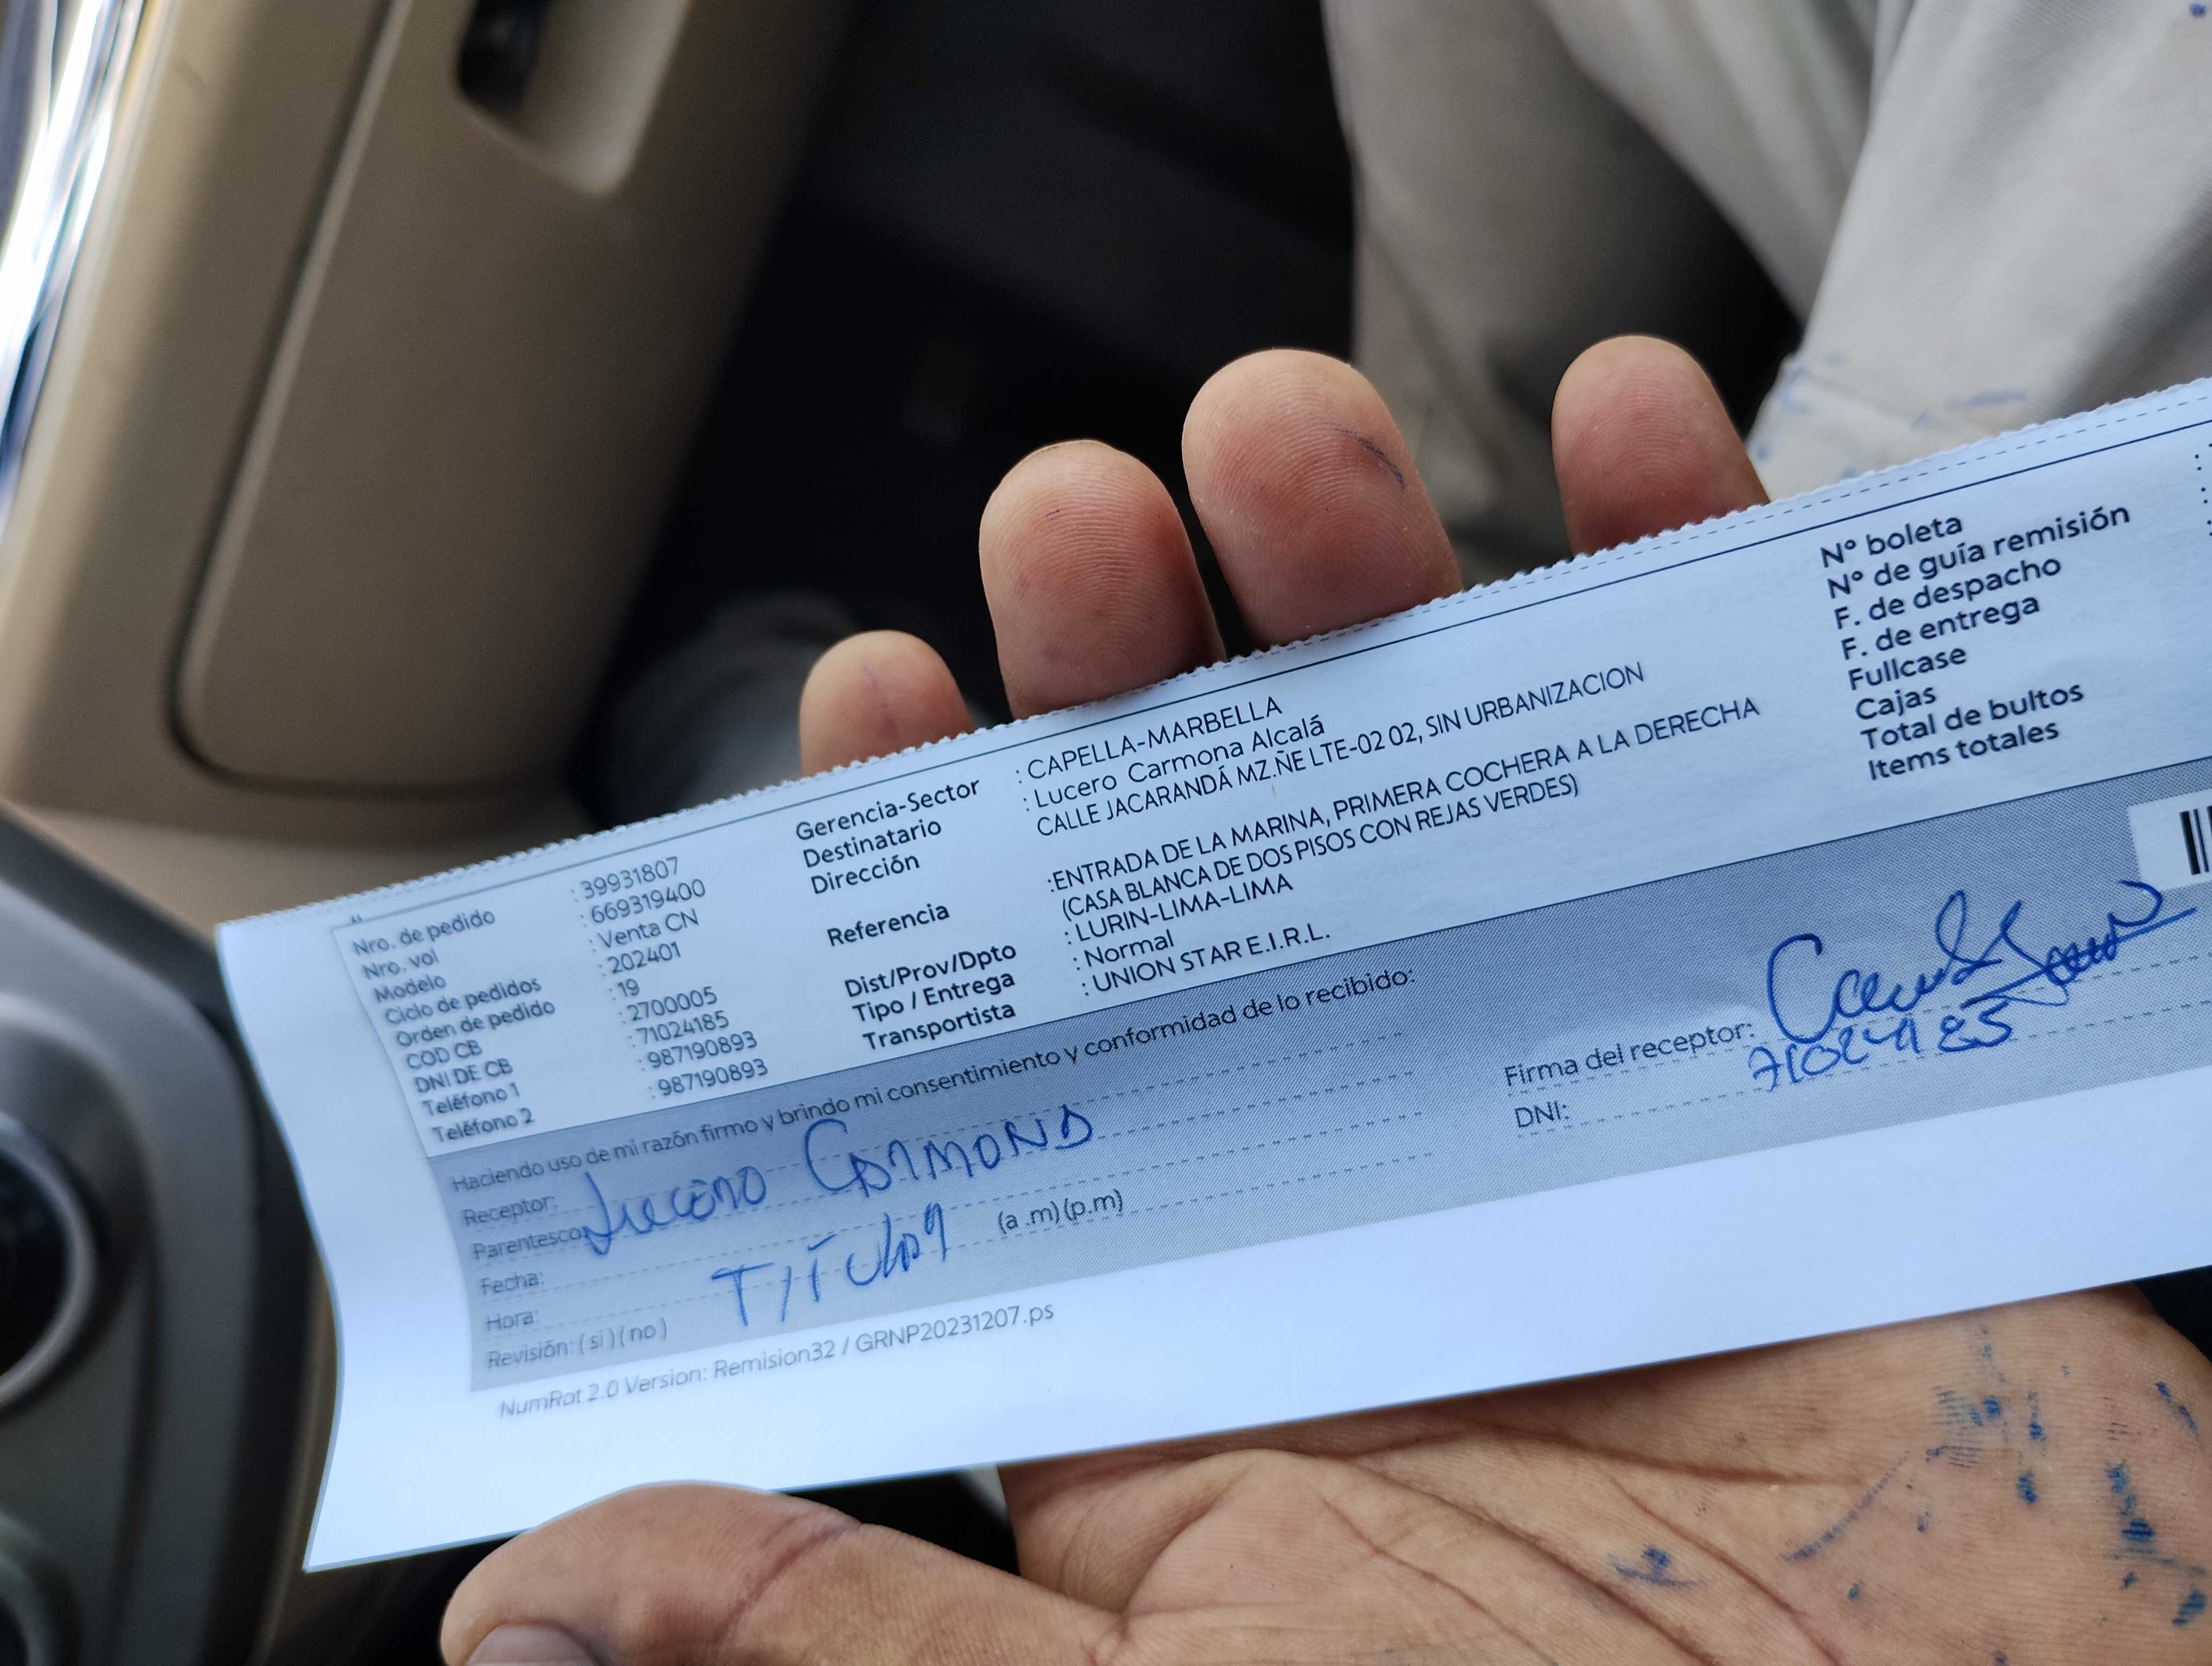 Nro. de pedido : 39931807
Nro. vol : 669319400
Modelo : Venta CN
Ciclo de pedidos : 202401
Orden de pedido : 19
COD CB : 2700005
DNI DE CB : 71024185
Teléfono 1 : 987190893
Teléfono 2 : 987190893
Gerencia-Sector : CAPELLA-MARBELLA
Destinatario : Lucero Carmona Alcalá
Dirección CALLE JACARANDÁ MZ.ÑE LTE-02 02, SIN URBANIZACION
Referencia :ENTRADA DE LA MARINA, PRIMERA COCHERA A LA DERECHA
(CASA BLANCA DE DOS PISOS CON REJAS VERDES)
Dist/Prov/Dpto : LURIN-LIMA-LIMA
Tipo / Entrega : Normal
Transportista : UNION STAR E.I.R.L.
N° boleta :
N° de guía remisión :
F. de despacho :
F. de entrega
Fullcase
Cajas
Total de bultos
Items totales
Haciendo uso de mi razón firmo y brindo mi consentimiento y conformidad de lo recibido:
Receptor: Lucero Carmona
Parentesco:
Fecha: Titular
Hora: (a .m)(p.m)
Revisión: ( si ) ( no )
Firma del receptor:
DNI: 71024185
NumRot 2.0 Version: Remision32 / GRNP20231207.ps